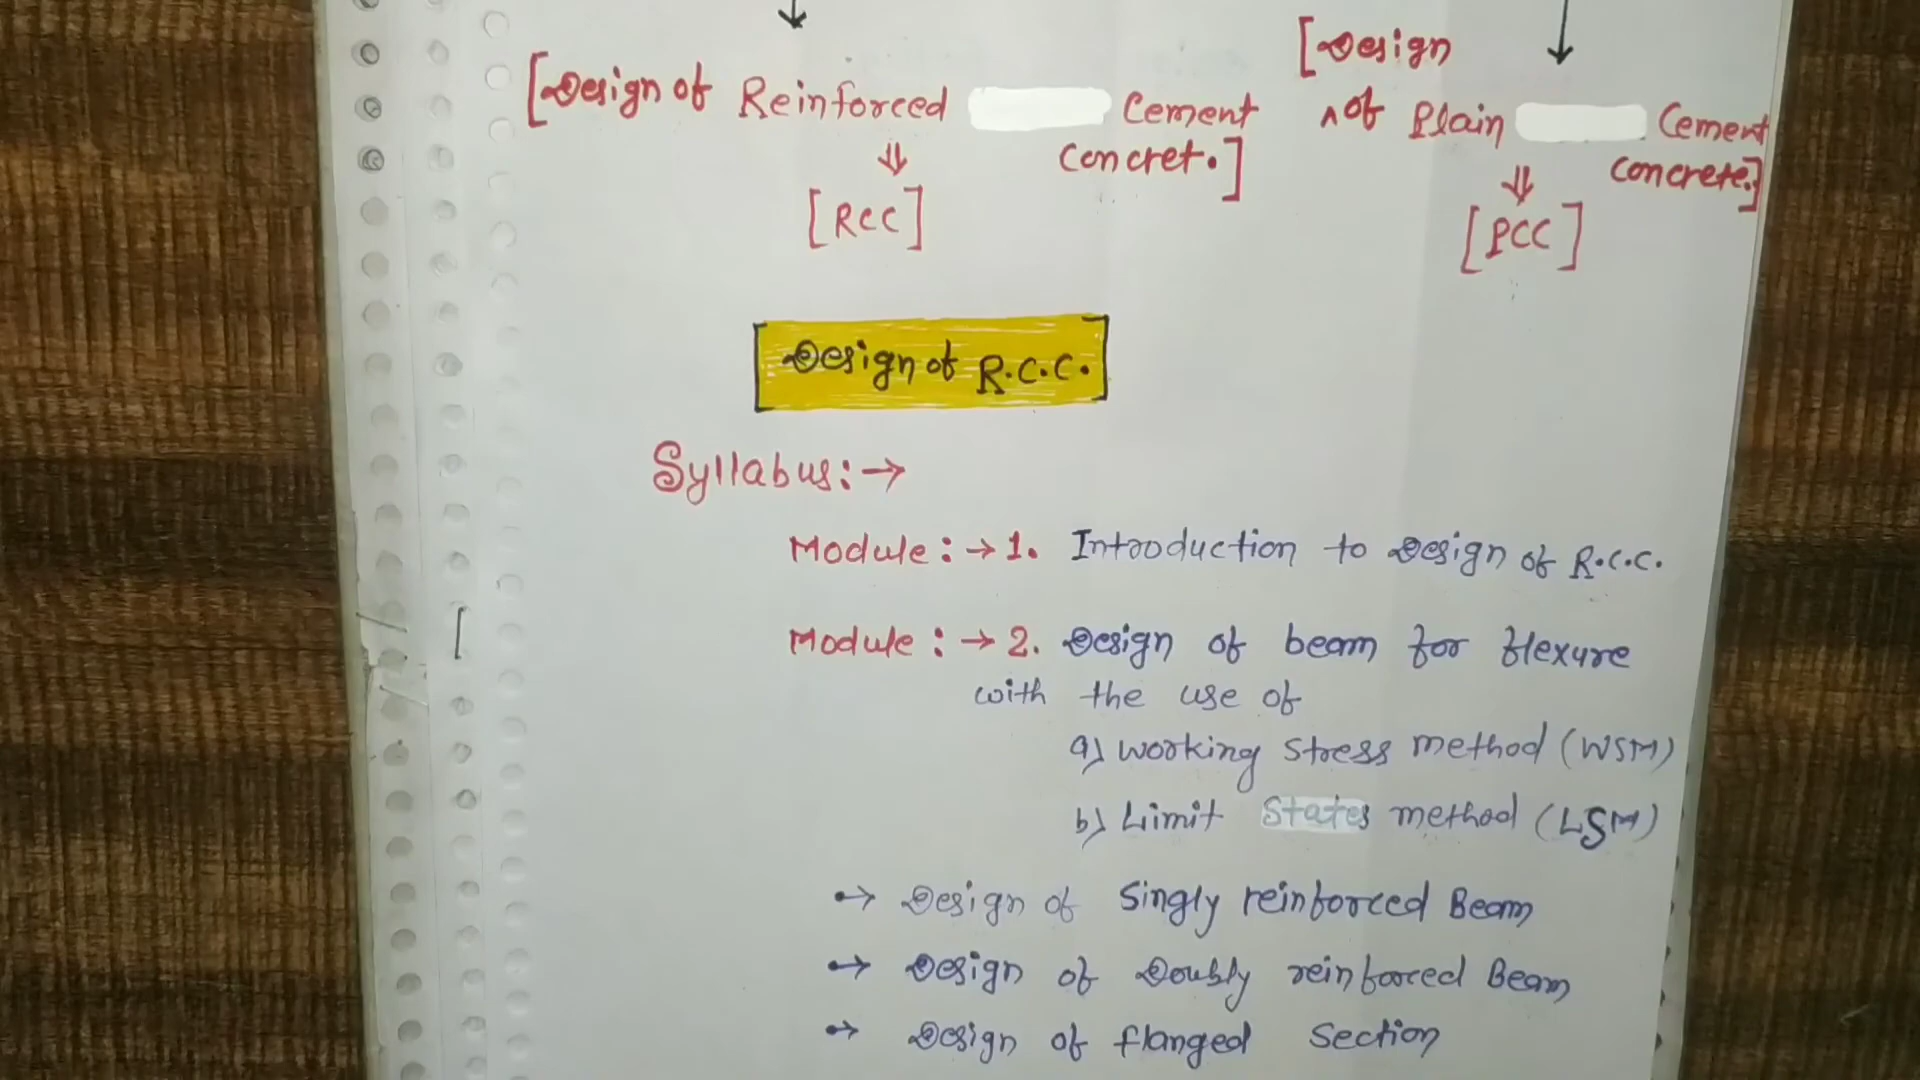 [Design of Reinforced Cement
Concret.]
⇓
[RCC]
[Design
^of Plain Cement
Concrete.]
⇓
[PCC]
[Design of R.C.C.]
Syllabus:→
Module:→1. Introduction to Design of R.C.C.
Module:→2. Design of beam for flexure
with the use of
a) Working Stress method (WSM)
b) Limit States method (LSM)
→ Design of Singly reinforced Beam
→ Design of Doubly reinforced Beam
→ Design of flanged Section